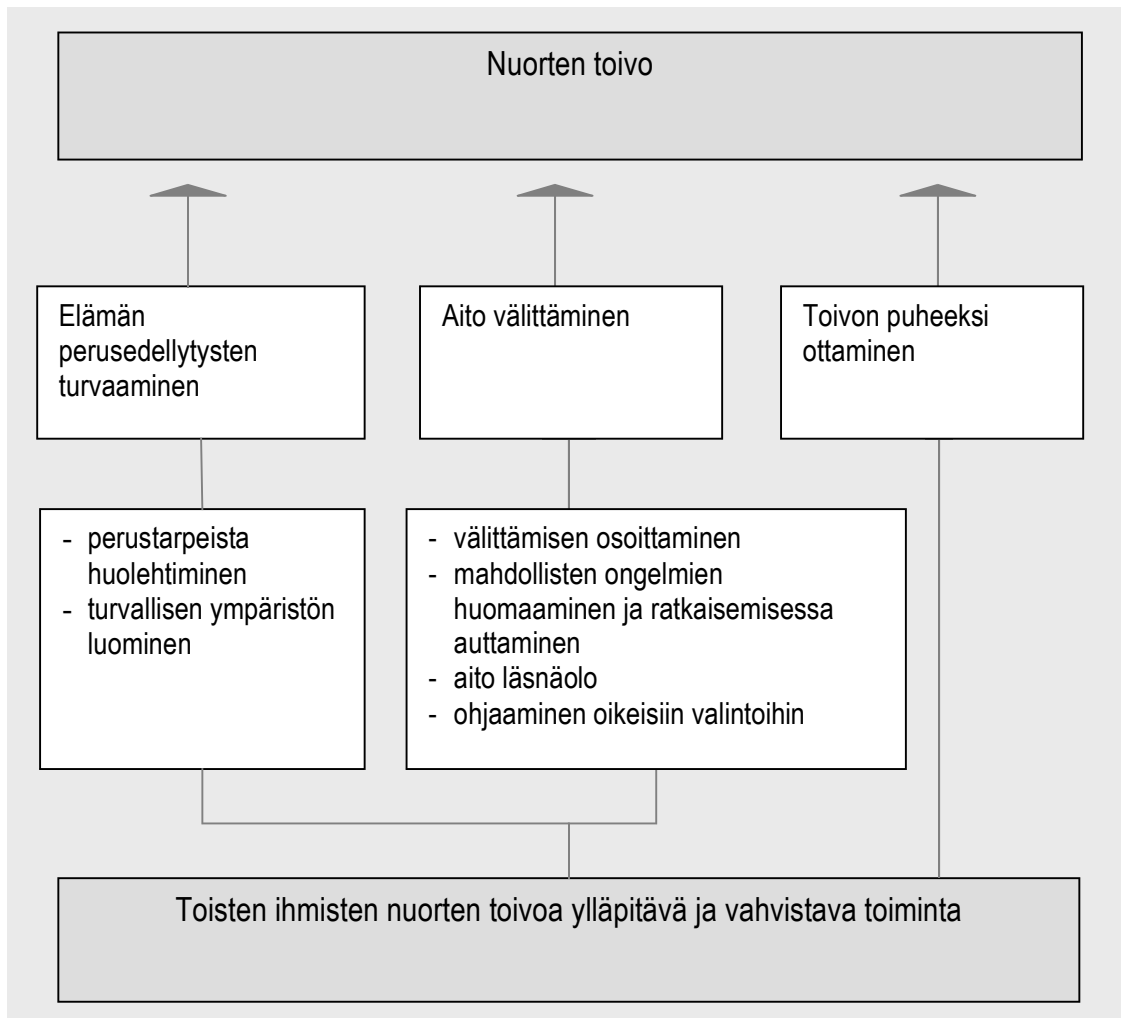 Nuorten toivo
Elämän
perusedellytysten
turvaaminen
Aito välittäminen
Toivon puheeksi
ottaminen
- perustarpeista
huolehtiminen
- turvallisen ympäristön
luominen
- välittämisen osoittaminen
- mahdollisten ongelmien
huomaaminen ja ratkaisemisessa
auttaminen
- aito läsnäolo
- ohjaaminen oikeisiin valintoihin
Toisten ihmisten nuorten toivoa ylläpitävä ja vahvistava toiminta